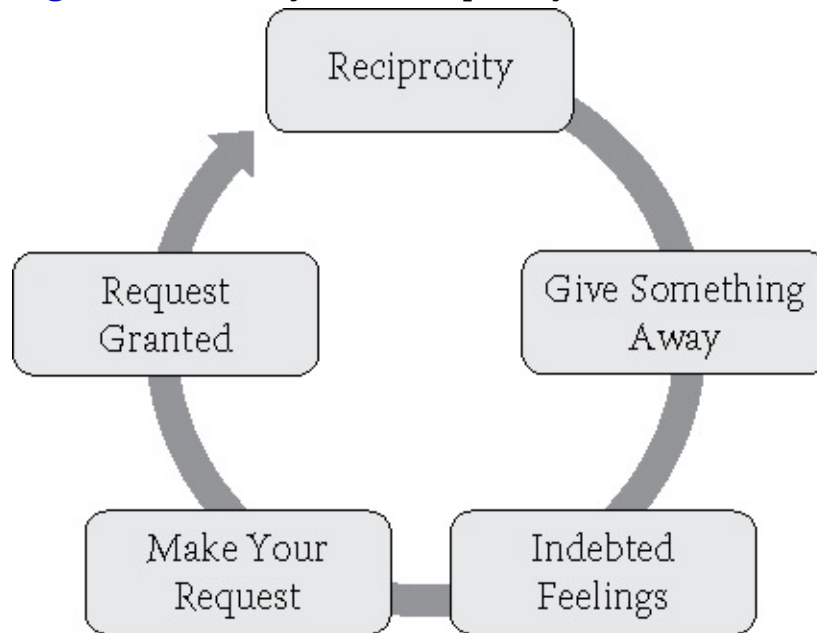 Reciprocity
Give Something
Away
Indebted
Feelings
Make Your
Request
Request
Granted